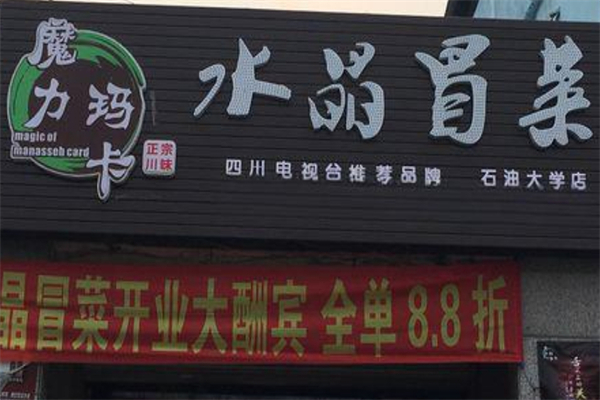 魔力玛卡
magic of
manasseh card
正宗
川味
水晶冒菜
四川电视台推荐品牌 石油大学店
晶冒菜开业大酬宾 全单8.8折